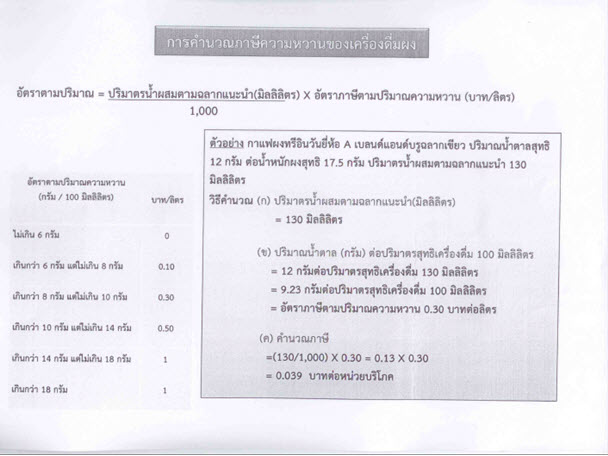 การคำนวณภาษีความหวานของเครื่องดื่มผง
อัตราตามปริมาณ = ปริมาตรน้ำผสมตามฉลากแนะนำ(มิลลิลิตร) X อัตราภาษีตามปริมาณความหวาน (บาท/ลิตร)
1,000
อัตราตามปริมาณความหวาน
(กรัม / 100 มิลลิลิตร) บาท/ลิตร
ไม่เกิน 6 กรัม 0
เกินกว่า 6 กรัม แต่ไม่เกิน 8 กรัม 0.10
เกินกว่า 8 กรัม แต่ไม่เกิน 10 กรัม 0.30
เกินกว่า 10 กรัม แต่ไม่เกิน 14 กรัม 0.50
เกินกว่า 14 กรัม แต่ไม่เกิน 18 กรัม 1
เกินกว่า 18 กรัม 1
ตัวอย่าง กาแฟผงทรีอินวันยี่ห้อ A เบลนด์แอนด์บรูฉลากเขียว ปริมาณน้ำตาลสุทธิ
12 กรัม ต่อน้ำหนักผงสุทธิ 17.5 กรัม ปริมาตรน้ำผสมตามฉลากแนะนำ 130
มิลลิลิตร
วิธีคำนวณ (ก) ปริมาตรน้ำผสมตามฉลากแนะนำ(มิลลิลิตร)
= 130 มิลลิลิตร
(ข) ปริมาณน้ำตาล (กรัม) ต่อปริมาตรสุทธิเครื่องดื่ม 100 มิลลิลิตร
= 12 กรัมต่อปริมาตรสุทธิเครื่องดื่ม 130 มิลลิลิตร
= 9.23 กรัมต่อปริมาตรสุทธิเครื่องดื่ม 100 มิลลิลิตร
= อัตราภาษีตามปริมาณความหวาน 0.30 บาทต่อลิตร
(ค) คำนวณภาษี
=(130/1,000) X 0.30 = 0.13 X 0.30
= 0.039 บาทต่อหน่วยบริโภค